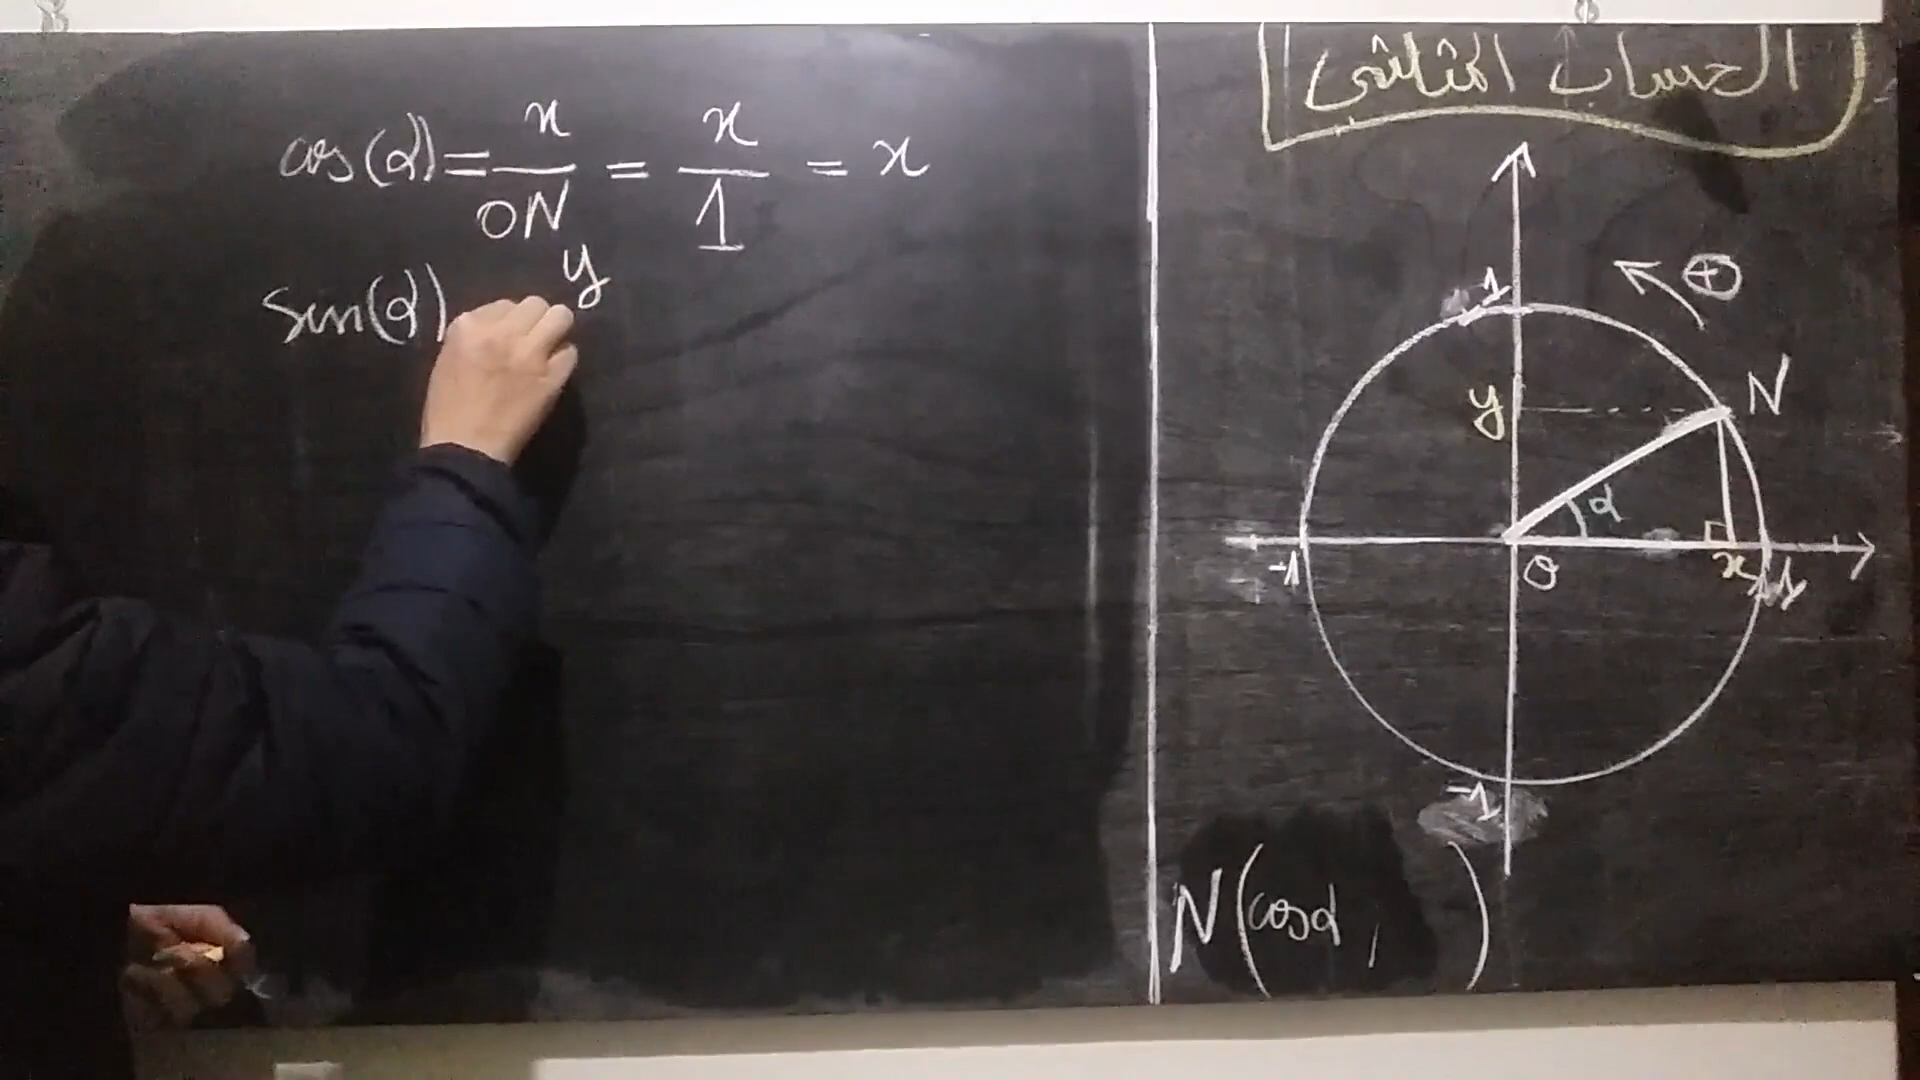 الحساب المثلثي
cos(α) = x/ON = x/1 = x
sin(α) y
1
⊕
N
y
α
-1
O
x
1
-1
N(cosα , )